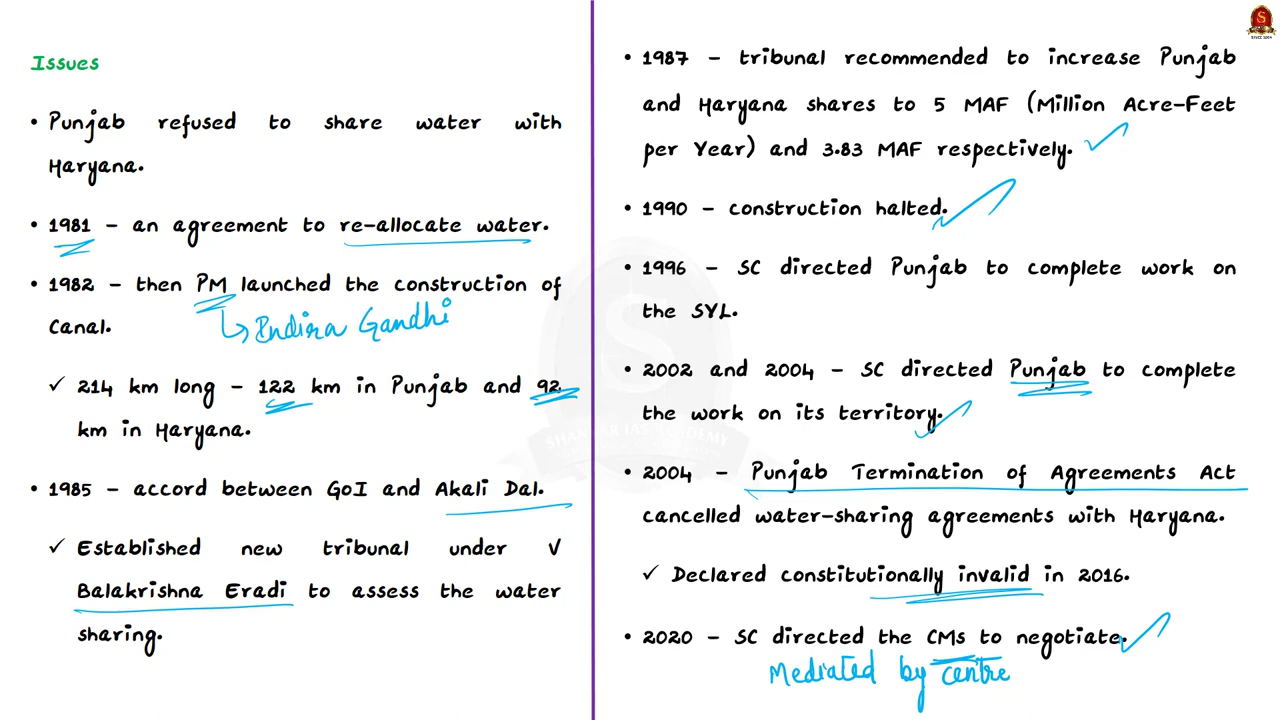 Issues
• Punjab refused to share water with
Haryana.
• 1981 – an agreement to re-allocate water.
• 1982 – then PM launched the construction of
Canal.
Indira Gandhi
✓ 214 km long – 122 km in Punjab and 92
km in Haryana.
• 1985 – accord between GoI and Akali Dal.
✓ Established new tribunal under V
Balakrishna Eradi to assess the water
sharing.
• 1987 – tribunal recommended to increase Punjab
and Haryana shares to 5 MAF (Million Acre-Feet
per Year) and 3.83 MAF respectively.
• 1990 – construction halted.
• 1996 – SC directed Punjab to complete work on
the SYL.
• 2002 and 2004 – SC directed Punjab to complete
the work on its territory.
• 2004 – Punjab Termination of Agreements Act
cancelled water-sharing agreements with Haryana.
✓ Declared constitutionally invalid in 2016.
• 2020 – SC directed the CMs to negotiate.
Mediated by centre
S
SINCE 2004
SHANKAR IAS ACADEMY